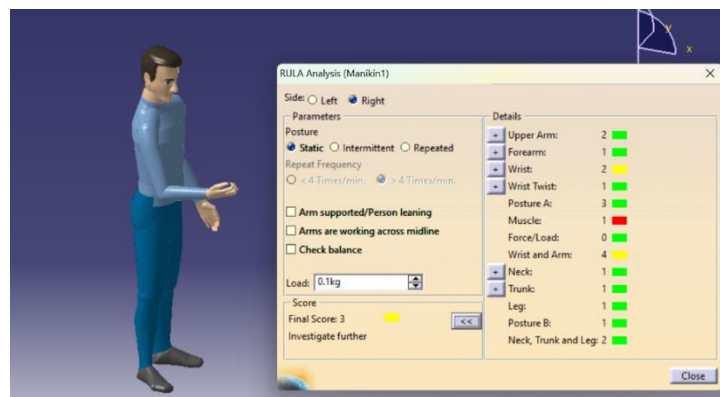 y
x
RULA Analysis (Manikin1)
Side: Left Right
Parameters
Posture
Static Intermittent Repeated
Repeat Frequency
< 4 Times/min. > 4 Times/min.
Arm supported/Person leaning
Arms are working across midline
Check balance
Load: 0.1kg
Score
Final Score: 3
<<
Investigate further
Details
+ Upper Arm: 2
+ Forearm: 1
+ Wrist: 2
+ Wrist Twist: 1
Posture A: 3
Muscle: 1
Force/Load: 0
Wrist and Arm: 4
+ Neck: 1
+ Trunk: 1
Leg: 1
Posture B: 1
Neck, Trunk and Leg: 2
Close